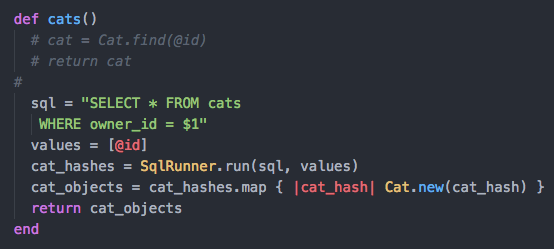 def cats()
  # cat = Cat.find(@id)
  # return cat
#
  sql = "SELECT * FROM cats
   WHERE owner_id = $1"
  values = [@id]
  cat_hashes = SqlRunner.run(sql, values)
  cat_objects = cat_hashes.map { |cat_hash| Cat.new(cat_hash) }
  return cat_objects
end